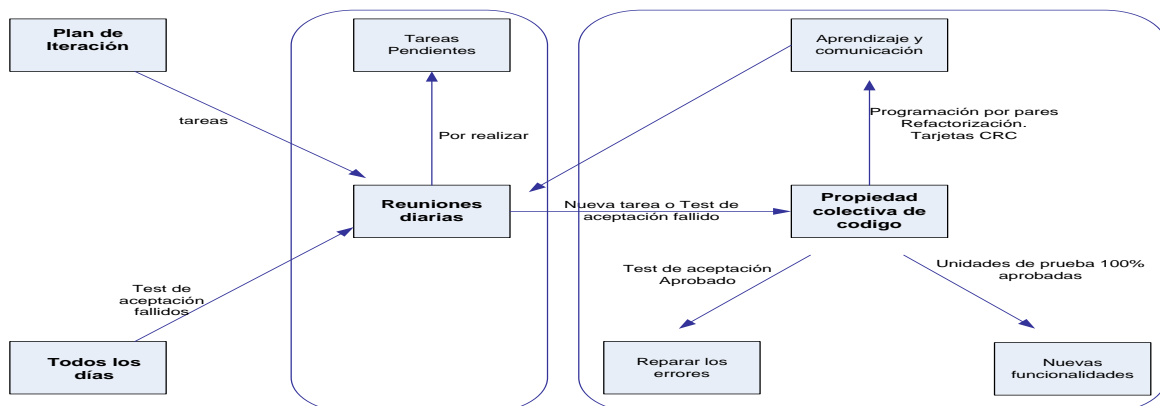 Plan de
Iteración
Tareas
Pendientes
Aprendizaje y
comunicación
tareas
Por realizar
Programación por pares
Refactorización.
Tarjetas CRC
Reuniones
diarias
Nueva tarea o Test de
aceptación fallido
Propiedad
colectiva de
codigo
Test de
aceptación
fallidos
Test de aceptación
Aprobado
Unidades de prueba 100%
aprobadas
Todos los
días
Reparar los
errores
Nuevas
funcionalidades